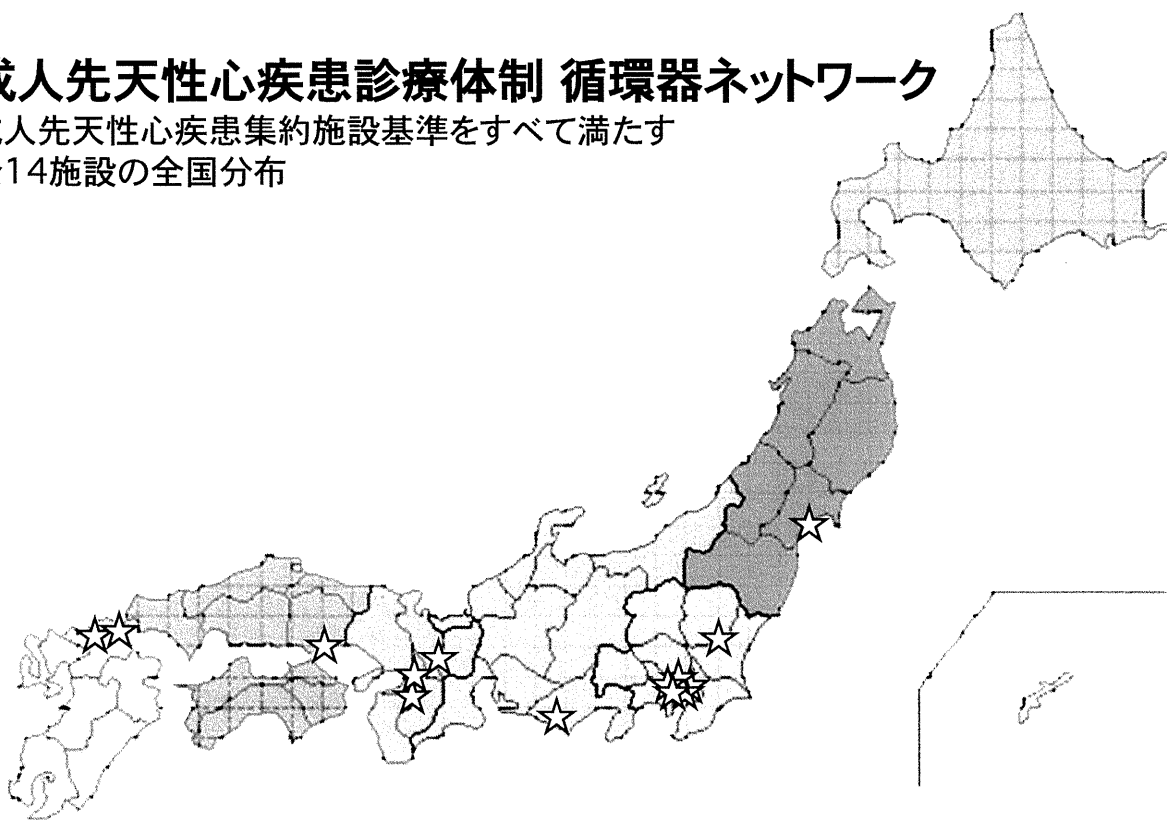 成人先天性心疾患診療体制 循環器ネットワーク
成人先天性心疾患集約施設基準をすべて満たす
14施設の全国分布